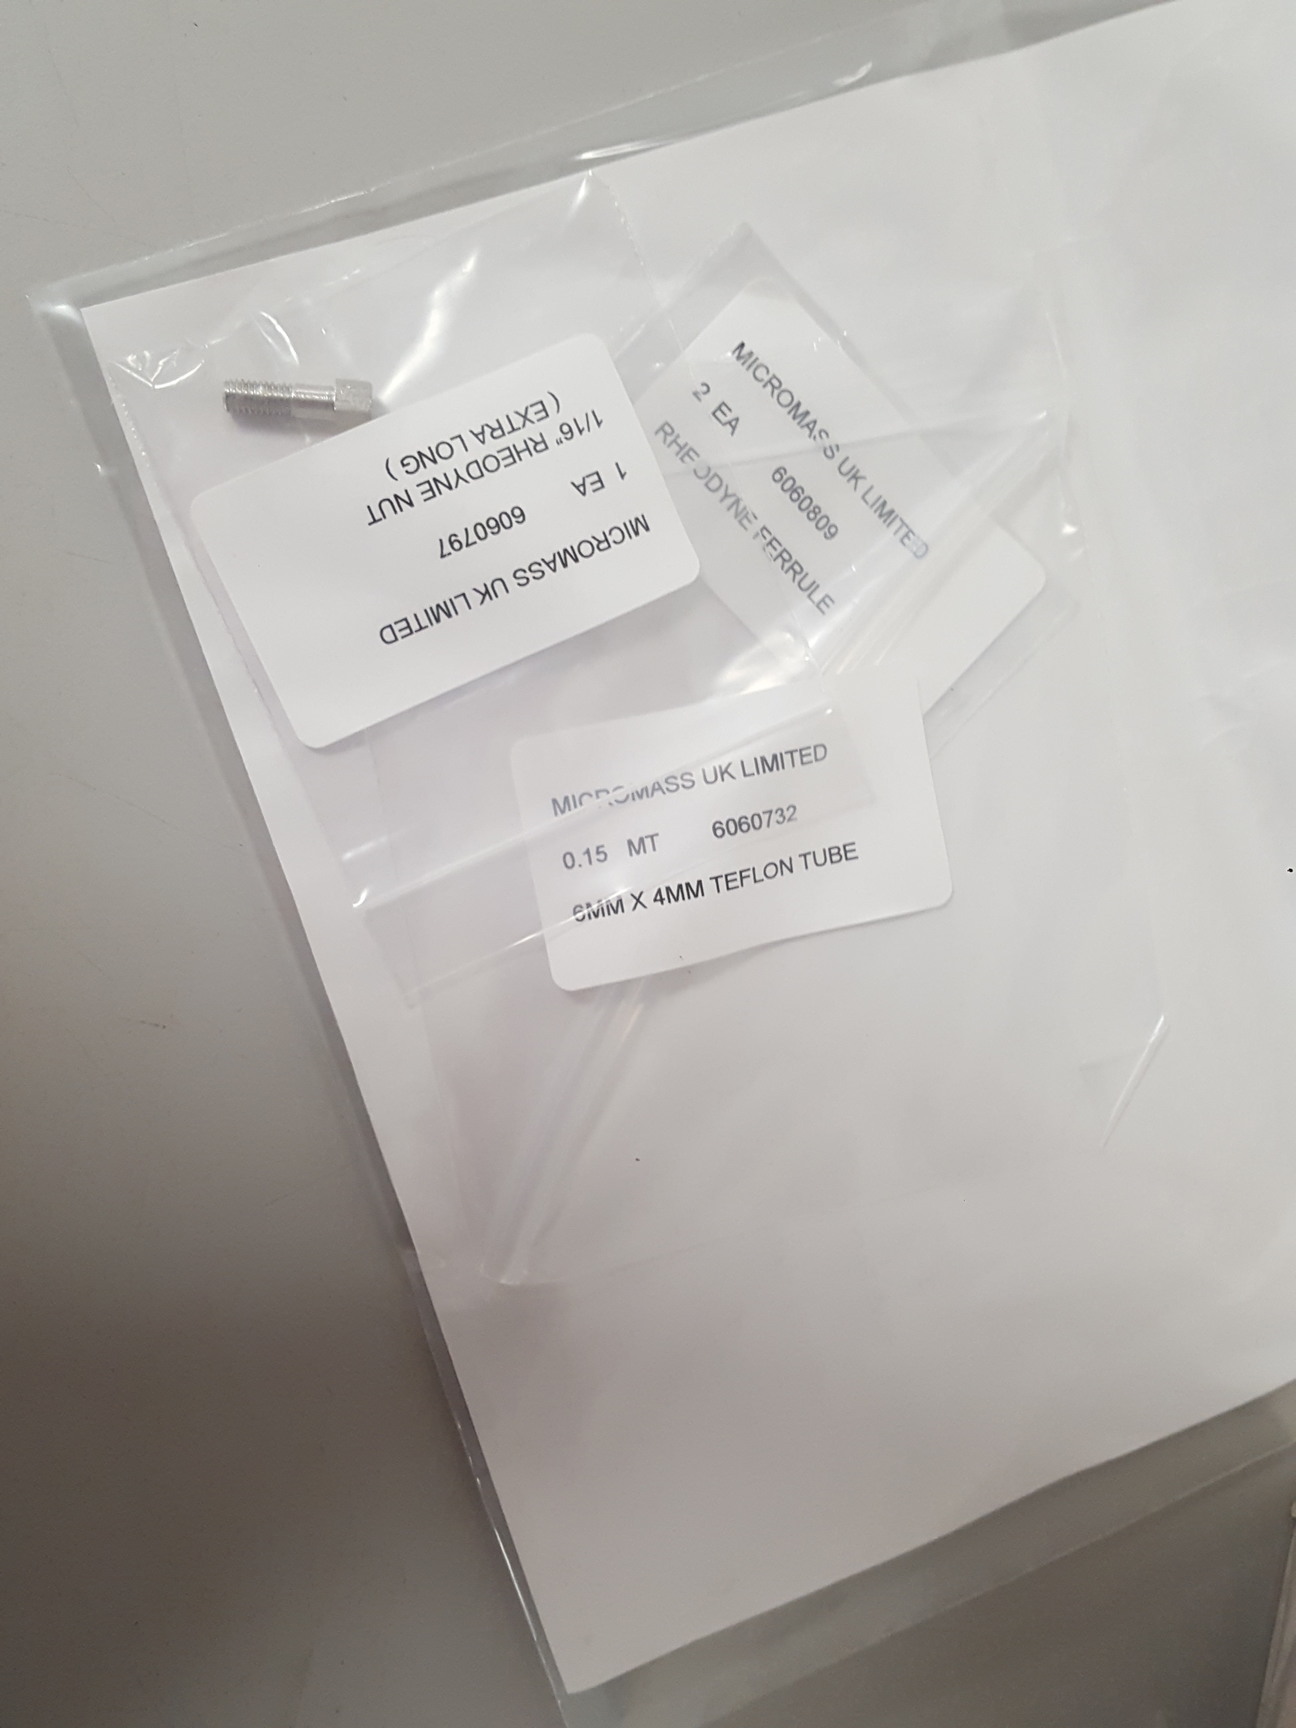 MICROMASS UK LIMITED
1 EA 6060797
1/16" RHEODYNE NUT
( EXTRA LONG )
MICROMASS UK LIMITED
2 EA 6060809
RHEODYNE FERRULE
MICROMASS UK LIMITED
0.15 MT 6060732
6MM X 4MM TEFLON TUBE